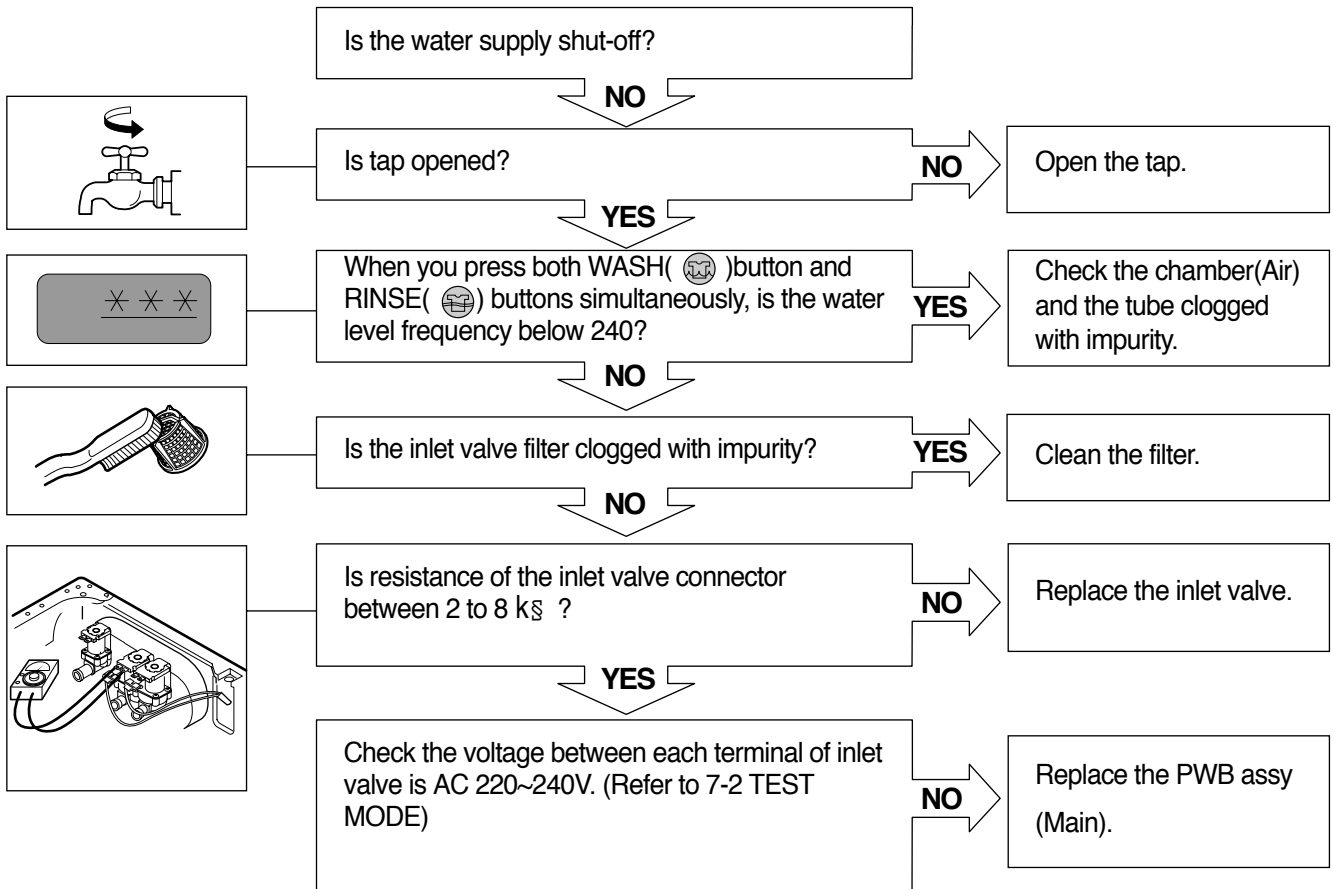 Is the water supply shut-off?
NO
Is tap opened?
NO
Open the tap.
YES
When you press both WASH( )button and
RINSE( ) buttons simultaneously, is the water
level frequency below 240?
YES
Check the chamber(Air)
and the tube clogged
with impurity.
NO
Is the inlet valve filter clogged with impurity?
YES
Clean the filter.
NO
Is resistance of the inlet valve connector
between 2 to 8 k§ ?
NO
Replace the inlet valve.
YES
Check the voltage between each terminal of inlet
valve is AC 220~240V. (Refer to 7-2 TEST
MODE)
NO
Replace the PWB assy
(Main).